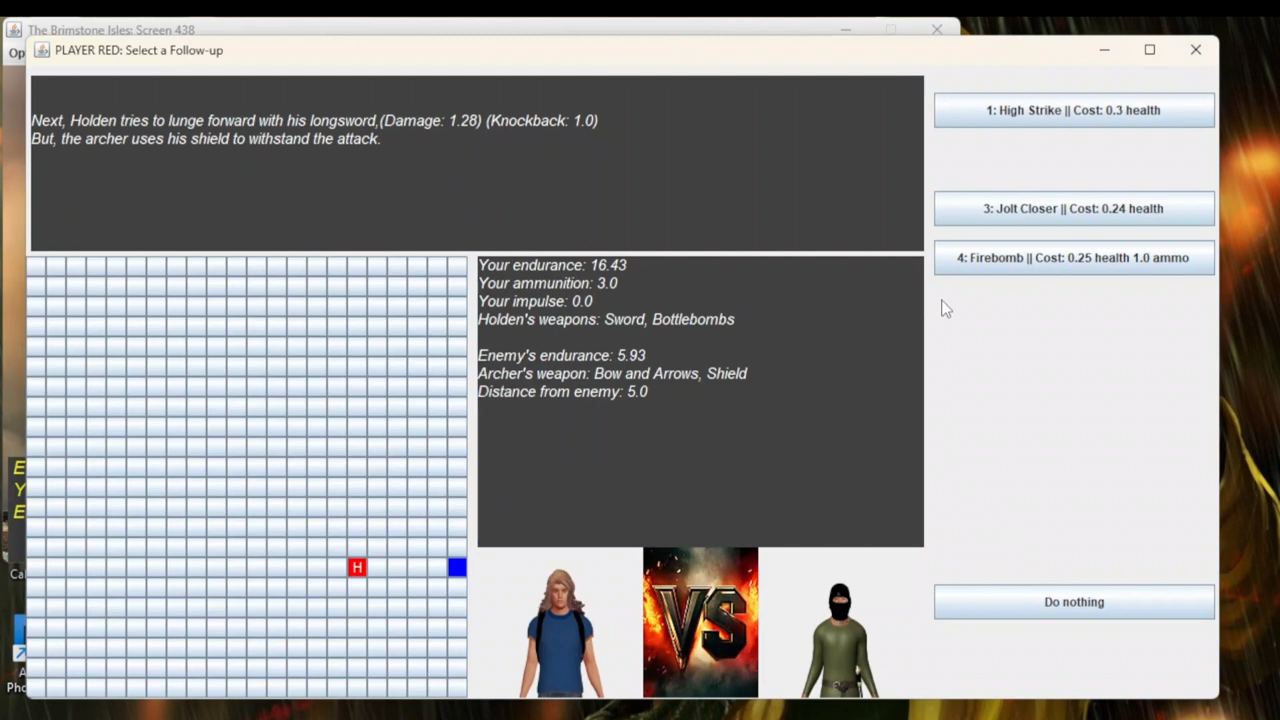 The Brimstone Isles: Screen 438
Op
PLAYER RED: Select a Follow-up
Next, Holden tries to lunge forward with his longsword,(Damage: 1.28) (Knockback: 1.0)
But, the archer uses his shield to withstand the attack.
1: High Strike || Cost: 0.3 health
3: Jolt Closer || Cost: 0.24 health
4: Firebomb || Cost: 0.25 health 1.0 ammo
Your endurance: 16.43
Your ammunition: 3.0
Your impulse: 0.0
Holden's weapons: Sword, Bottlebombs
Enemy's endurance: 5.93
Archer's weapon: Bow and Arrows, Shield
Distance from enemy: 5.0
E
Y
E
H
Ca
A
Pho
VS
Do nothing